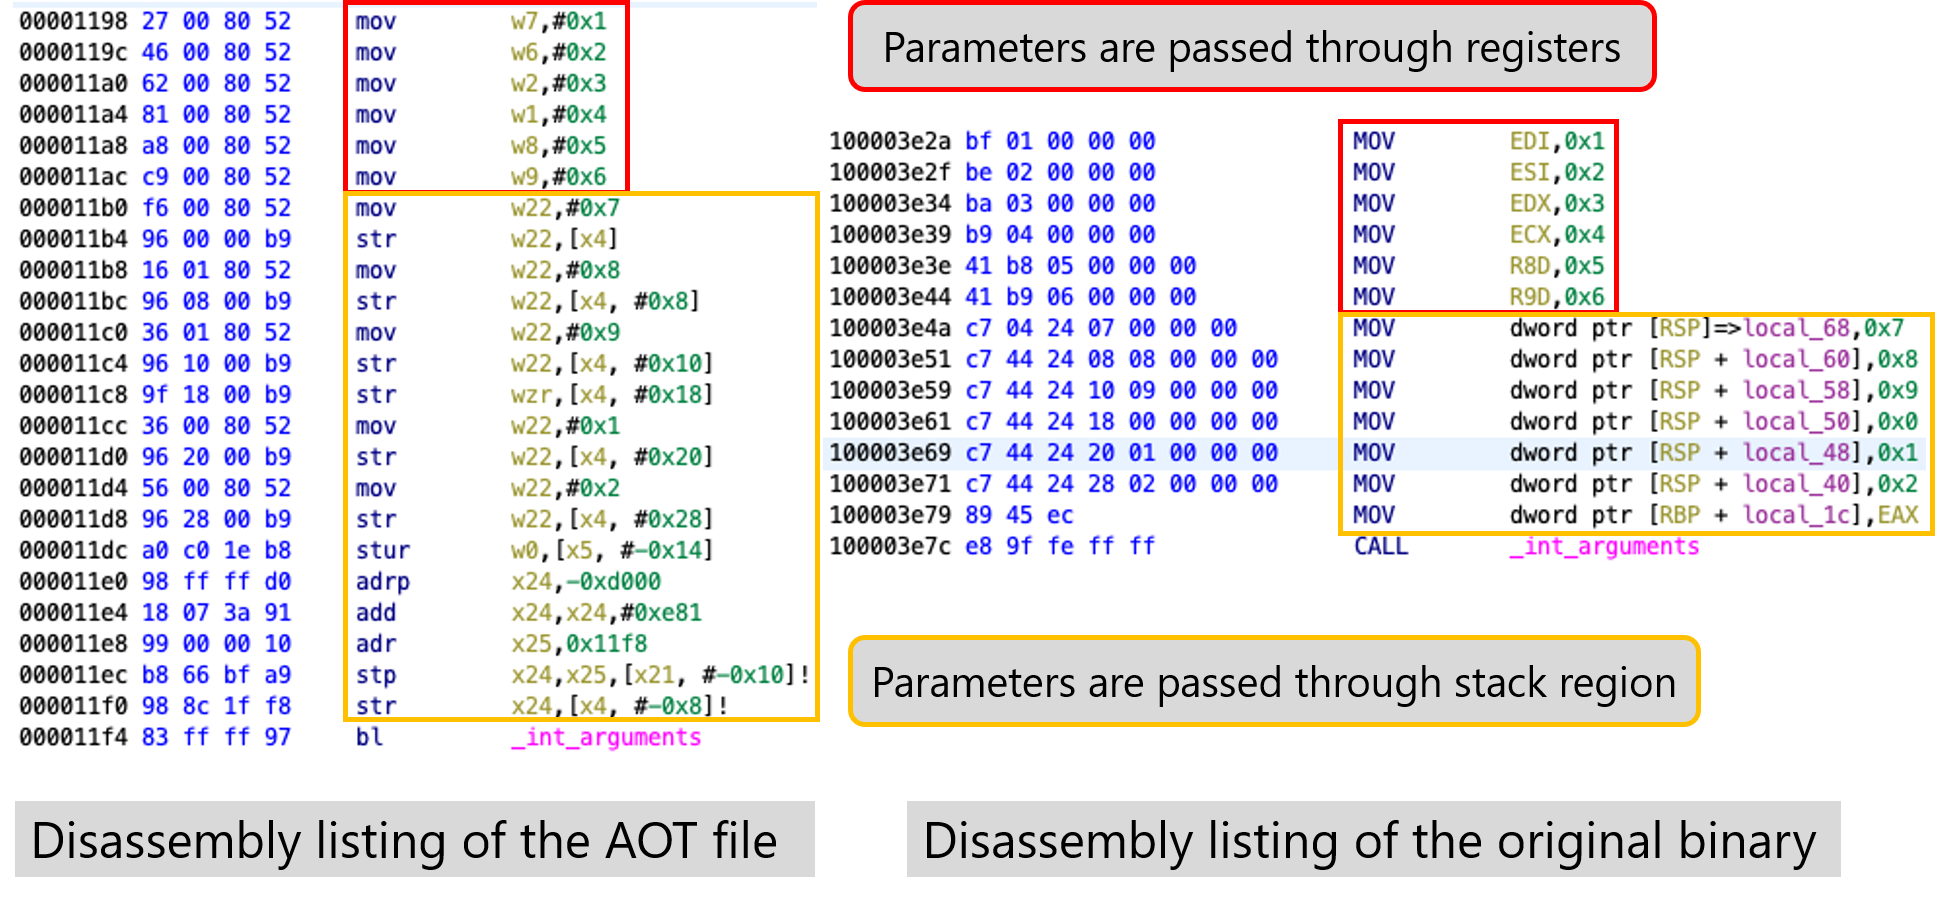 00001198 27 00 80 52 mov w7,#0x1
0000119c 46 00 80 52 mov w6,#0x2
000011a0 62 00 80 52 mov w2,#0x3
000011a4 81 00 80 52 mov w1,#0x4
000011a8 a8 00 80 52 mov w8,#0x5
000011ac c9 00 80 52 mov w9,#0x6
000011b0 f6 00 80 52 mov w22,#0x7
000011b4 96 00 00 b9 str w22,[x4]
000011b8 16 01 80 52 mov w22,#0x8
000011bc 96 08 00 b9 str w22,[x4, #0x8]
000011c0 36 01 80 52 mov w22,#0x9
000011c4 96 10 00 b9 str w22,[x4, #0x10]
000011c8 9f 18 00 b9 str wzr,[x4, #0x18]
000011cc 36 00 80 52 mov w22,#0x1
000011d0 96 20 00 b9 str w22,[x4, #0x20]
000011d4 56 00 80 52 mov w22,#0x2
000011d8 96 28 00 b9 str w22,[x4, #0x28]
000011dc a0 c0 1e b8 stur w0,[x5, #-0x14]
000011e0 98 ff ff d0 adrp x24,-0xd000
000011e4 18 07 3a 91 add x24,x24,#0xe81
000011e8 99 00 00 10 adr x25,0x11f8
000011ec b8 66 bf a9 stp x24,x25,[x21, #-0x10]!
000011f0 98 8c 1f f8 str x24,[x4, #-0x8]!
000011f4 83 ff ff 97 bl _int_arguments
Disassembly listing of the AOT file
Parameters are passed through registers
100003e2a bf 01 00 00 00 MOV EDI,0x1
100003e2f be 02 00 00 00 MOV ESI,0x2
100003e34 ba 03 00 00 00 MOV EDX,0x3
100003e39 b9 04 00 00 00 MOV ECX,0x4
100003e3e 41 b8 05 00 00 00 MOV R8D,0x5
100003e44 41 b9 06 00 00 00 MOV R9D,0x6
100003e4a c7 04 24 07 00 00 00 MOV dword ptr [RSP]=>local_68,0x7
100003e51 c7 44 24 08 08 00 00 00 MOV dword ptr [RSP + local_60],0x8
100003e59 c7 44 24 10 09 00 00 00 MOV dword ptr [RSP + local_58],0x9
100003e61 c7 44 24 18 00 00 00 00 MOV dword ptr [RSP + local_50],0x0
100003e69 c7 44 24 20 01 00 00 00 MOV dword ptr [RSP + local_48],0x1
100003e71 c7 44 24 28 02 00 00 00 MOV dword ptr [RSP + local_40],0x2
100003e79 89 45 ec MOV dword ptr [RBP + local_1c],EAX
100003e7c e8 9f fe ff ff CALL _int_arguments
Parameters are passed through stack region
Disassembly listing of the original binary